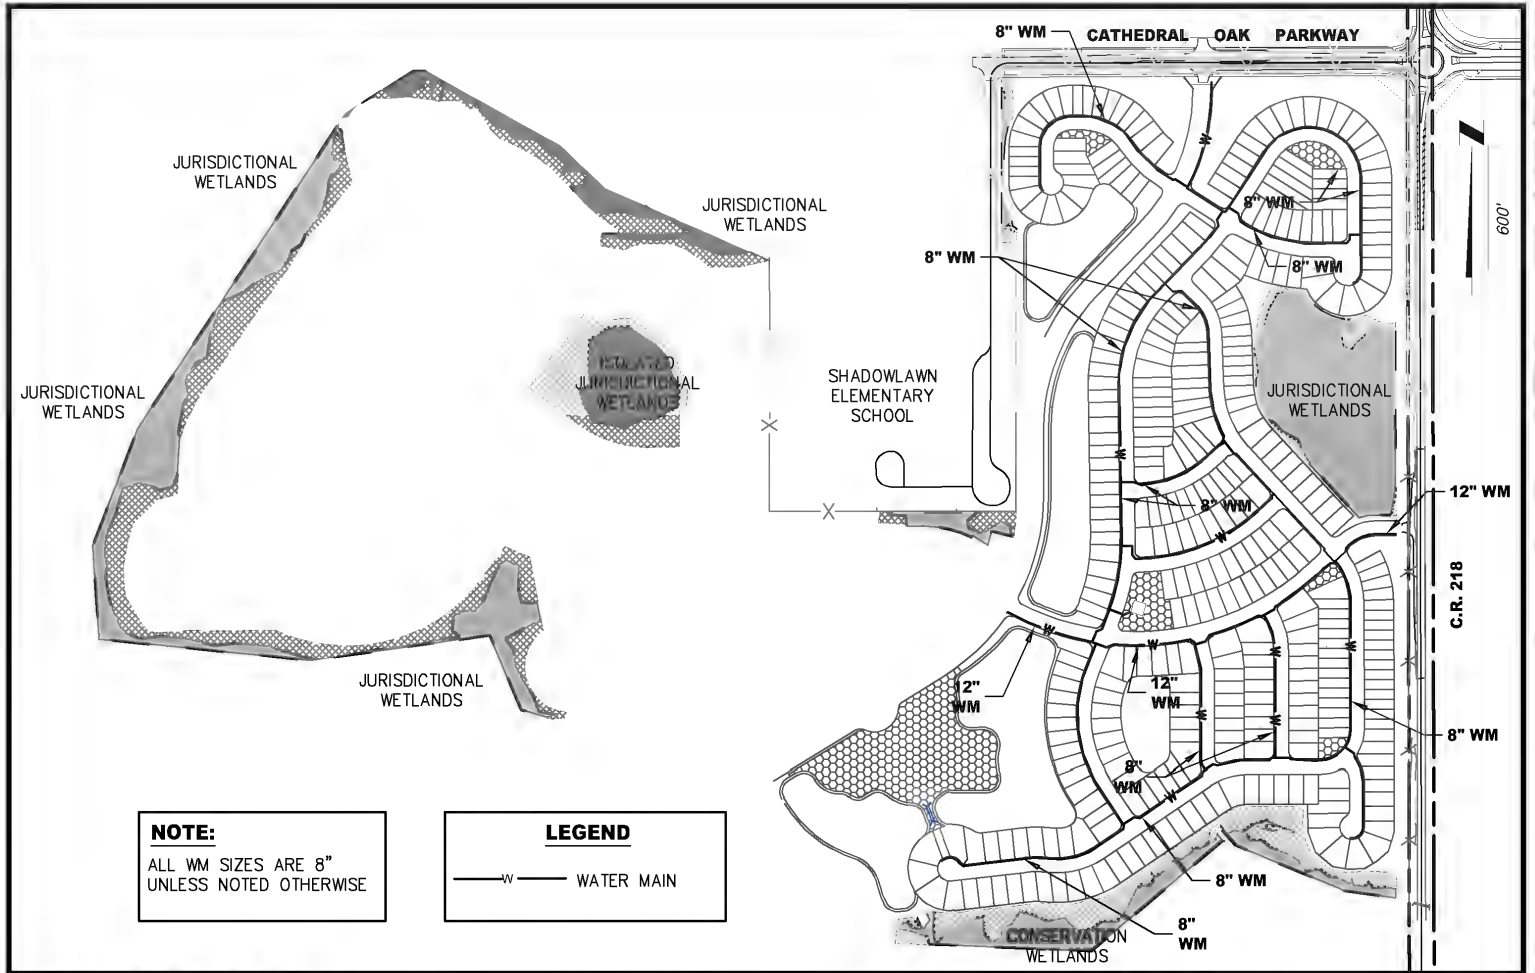 8" WM
CATHEDRAL OAK PARKWAY
JURISDICTIONAL
WETLANDS
JURISDICTIONAL
WETLANDS
8" WM
8" WM
8" WM
600'
ISOLATED
JURISDICTIONAL
WETLANDS
JURISDICTIONAL
WETLANDS
SHADOWLAWN
ELEMENTARY
SCHOOL
JURISDICTIONAL
WETLANDS
W
W
12" WM
8" WM
W
C.R. 218
W
W
W
W
12"
WM
12"
WM
JURISDICTIONAL
WETLANDS
W
W
8" WM
8"
WM
W
NOTE:
ALL WM SIZES ARE 8”
UNLESS NOTED OTHERWISE
LEGEND
W WATER MAIN
8" WM
8"
WM
CONSERVATION
WETLANDS